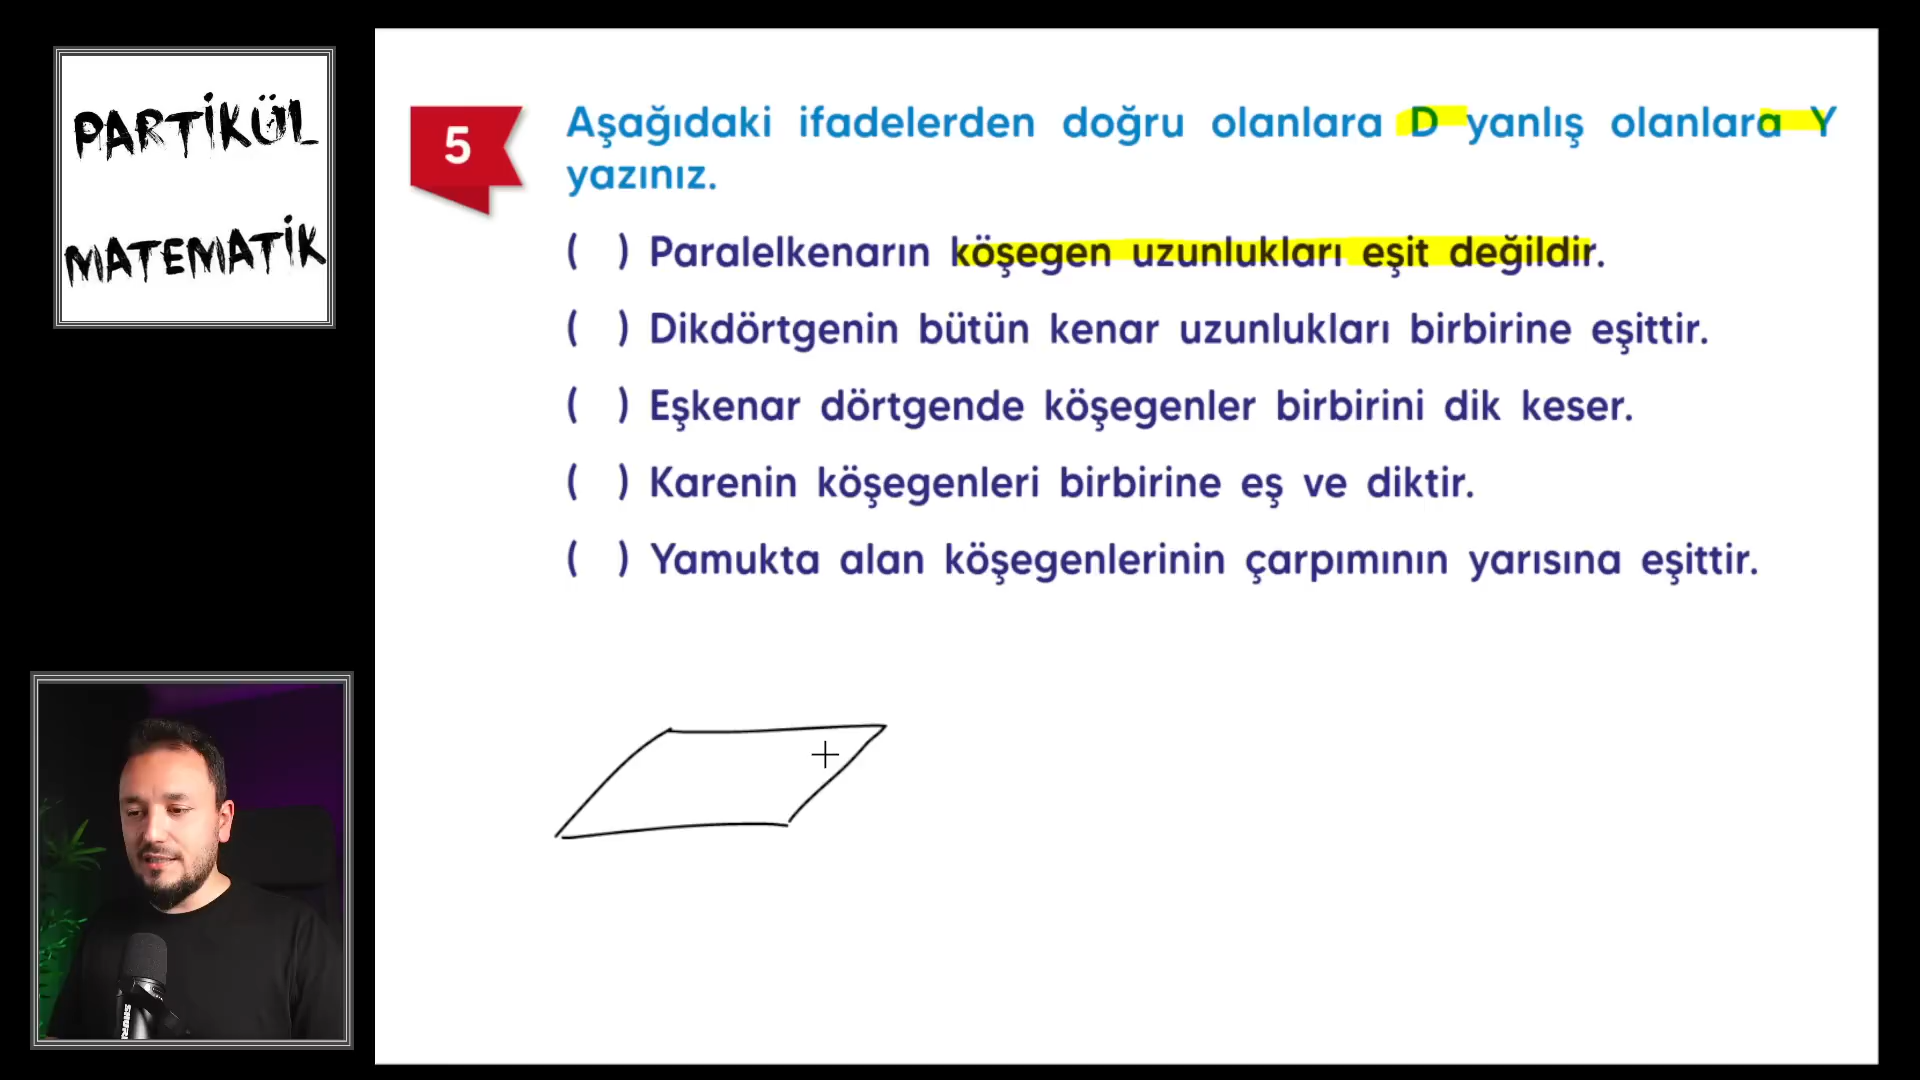 PARTİKÜL
MATEMATİK
5
Aşağıdaki ifadelerden doğru olanlara D yanlış olanlara Y
yazınız.
( ) Paralelkenarın köşegen uzunlukları eşit değildir.
( ) Dikdörtgenin bütün kenar uzunlukları birbirine eşittir.
( ) Eşkenar dörtgende köşegenler birbirini dik keser.
( ) Karenin köşegenleri birbirine eş ve diktir.
( ) Yamukta alan köşegenlerinin çarpımının yarısına eşittir.